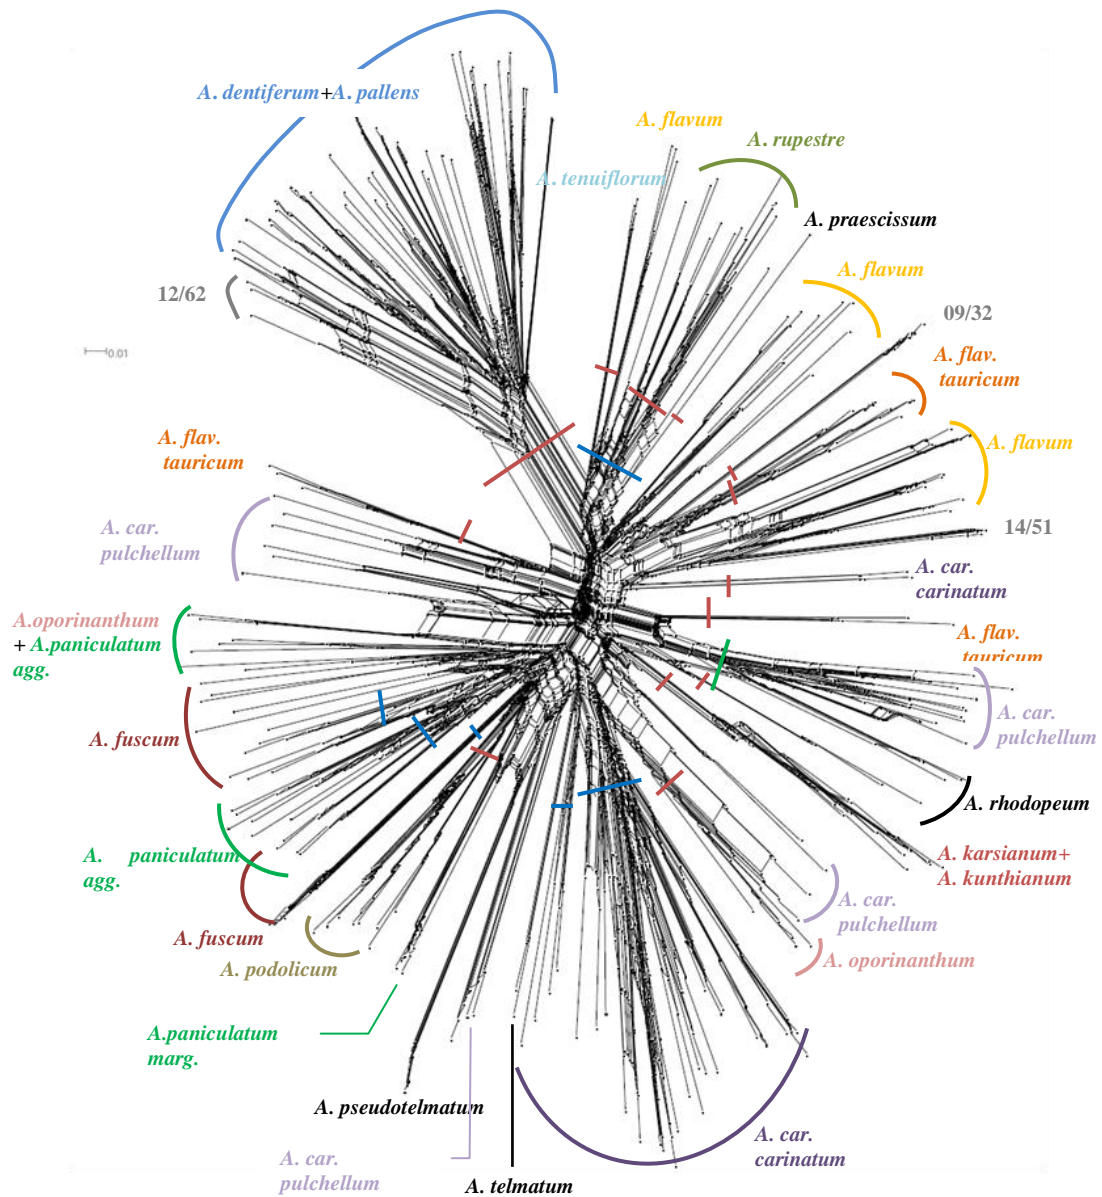 A. dentiferum+A. pallens
A. flavum
A. rupestre
A. tenuiflorum
A. praescissum
A. flavum
12/62
09/32
0.01
A. flav.
tauricum
A. flav.
tauricum
A. flavum
A. car.
pulchellum
14/51
A. car.
carinatum
A.oporinanthum
+ A.paniculatum
agg.
A. flav.
tauricum
A. fuscum
A. car.
pulchellum
A. rhodopeum
A. paniculatum
agg.
A. karsianum+
A. kunthianum
A. car.
pulchellum
A. fuscum
A. podolicum
A. oporinanthum
A.paniculatum
marg.
A. pseudotelmatum
A. car.
pulchellum
A. car.
carinatum
A. telmatum